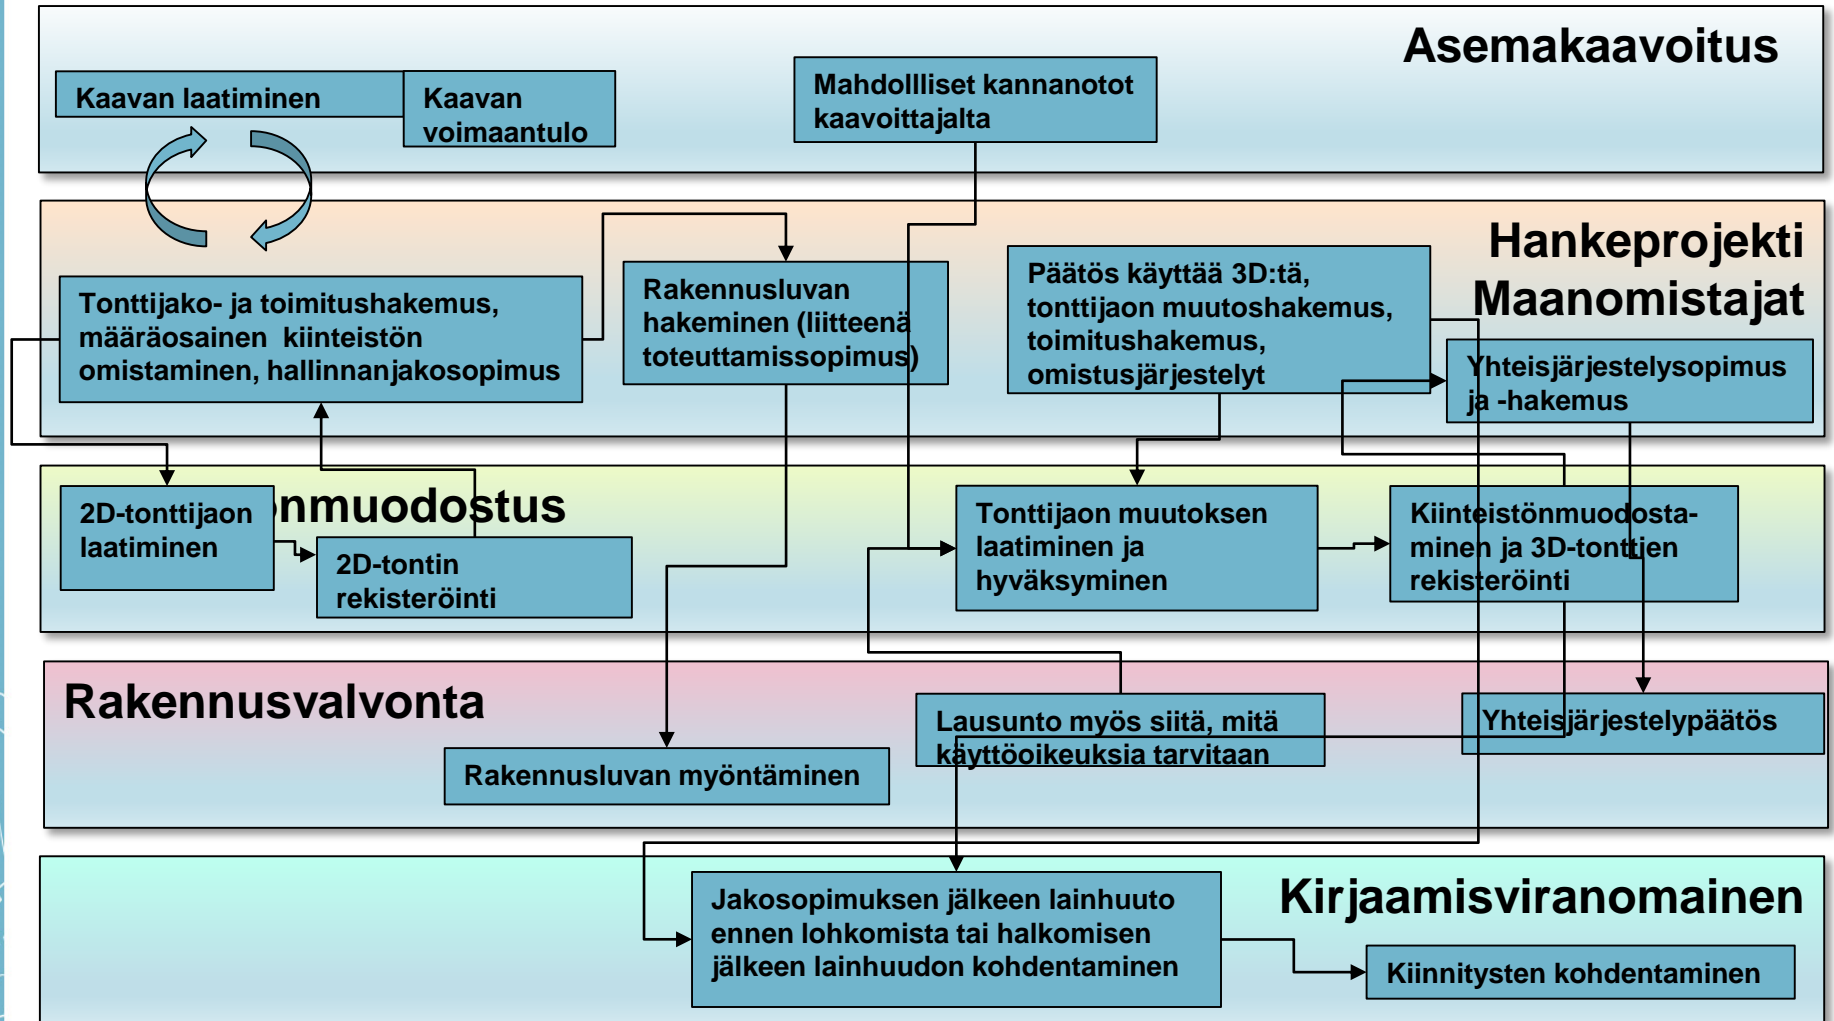 Asemakaavoitus
Kaavan laatiminen
Kaavan
voimaantulo
Mahdollliset kannanotot
kaavoittajalta
Hankeprojekti
Maanomistajat
Tonttijako- ja toimitushakemus,
määräosainen kiinteistön
omistaminen, hallinnanjakosopimus
Rakennusluvan
hakeminen (liitteenä
toteuttamissopimus)
Päätös käyttää 3D:tä,
tonttijaon muutoshakemus,
toimitushakemus,
omistusjärjestelyt
Yhteisjärjestelysopimus
ja -hakemus
onmuodostus
2D-tonttijaon
laatiminen
2D-tontin
rekisteröinti
Tonttijaon muutoksen
laatiminen ja
hyväksyminen
Kiinteistönmuodosta-
minen ja 3D-tonttien
rekisteröinti
Rakennusvalvonta
Rakennusluvan myöntäminen
Lausunto myös siitä, mitä
käyttöoikeuksia tarvitaan
Yhteisjärjestelypäätös
Kirjaamisviranomainen
Jakosopimuksen jälkeen lainhuuto
ennen lohkomista tai halkomisen
jälkeen lainhuudon kohdentaminen
Kiinnitysten kohdentaminen